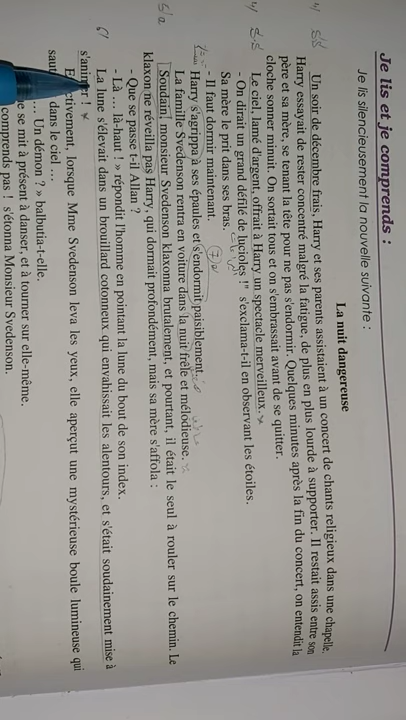 Je lis et je comprends :
Je lis silencieusement la nouvelle suivante :
La nuit dangereuse
Un soir de décembre frais, Harry et ses parents assistaient à un concert de chants religieux dans une chapelle.
Harry essayait de rester concentré malgré la fatigue, de plus en plus lourde à supporter. Il restait assis entre son
père et sa mère, se tenant la tête pour ne pas s'endormir. Quelques minutes après la fin du concert, on entendit la
cloche sonner minuit. On sortait tous et on s'embrassait avant de se quitter.
Le ciel, lamé d'argent, offrait à Harry un spectacle merveilleux.
- On dirait un grand défilé de lucioles !" s'exclama-t-il en observant les étoiles.
Sa mère le prit dans ses bras.
- Il faut dormir maintenant.
Harry s'agrippa à ses épaules et s'endormit paisiblement.
La famille Svedenson rentra en voiture dans la nuit frêle et mélodieuse.
Soudain, monsieur Svedenson klaxonna brutalement, et pourtant, il était le seul à rouler sur le chemin. Le
klaxon ne réveilla pas Harry, qui dormait profondément, mais sa mère s'affola :
- Que se passe t-il Allan ?
- Là ... là-haut ! » répondit l'homme en pointant la lune du bout de son index.
La lune s'élevait dans un brouillard cotonneux qui envahissait les alentours, et s'était soudainement mise à
s'animer !
Effectivement, lorsque Mme Svedenson leva les yeux, elle aperçut une mystérieuse boule lumineuse qui
saut dans le ciel ...
... Un démon ? » balbutia-t-elle.
se mit à présent à danser, et à tourner sur elle-même.
comprends pas ! s'étonna Monsieur Svedenson.